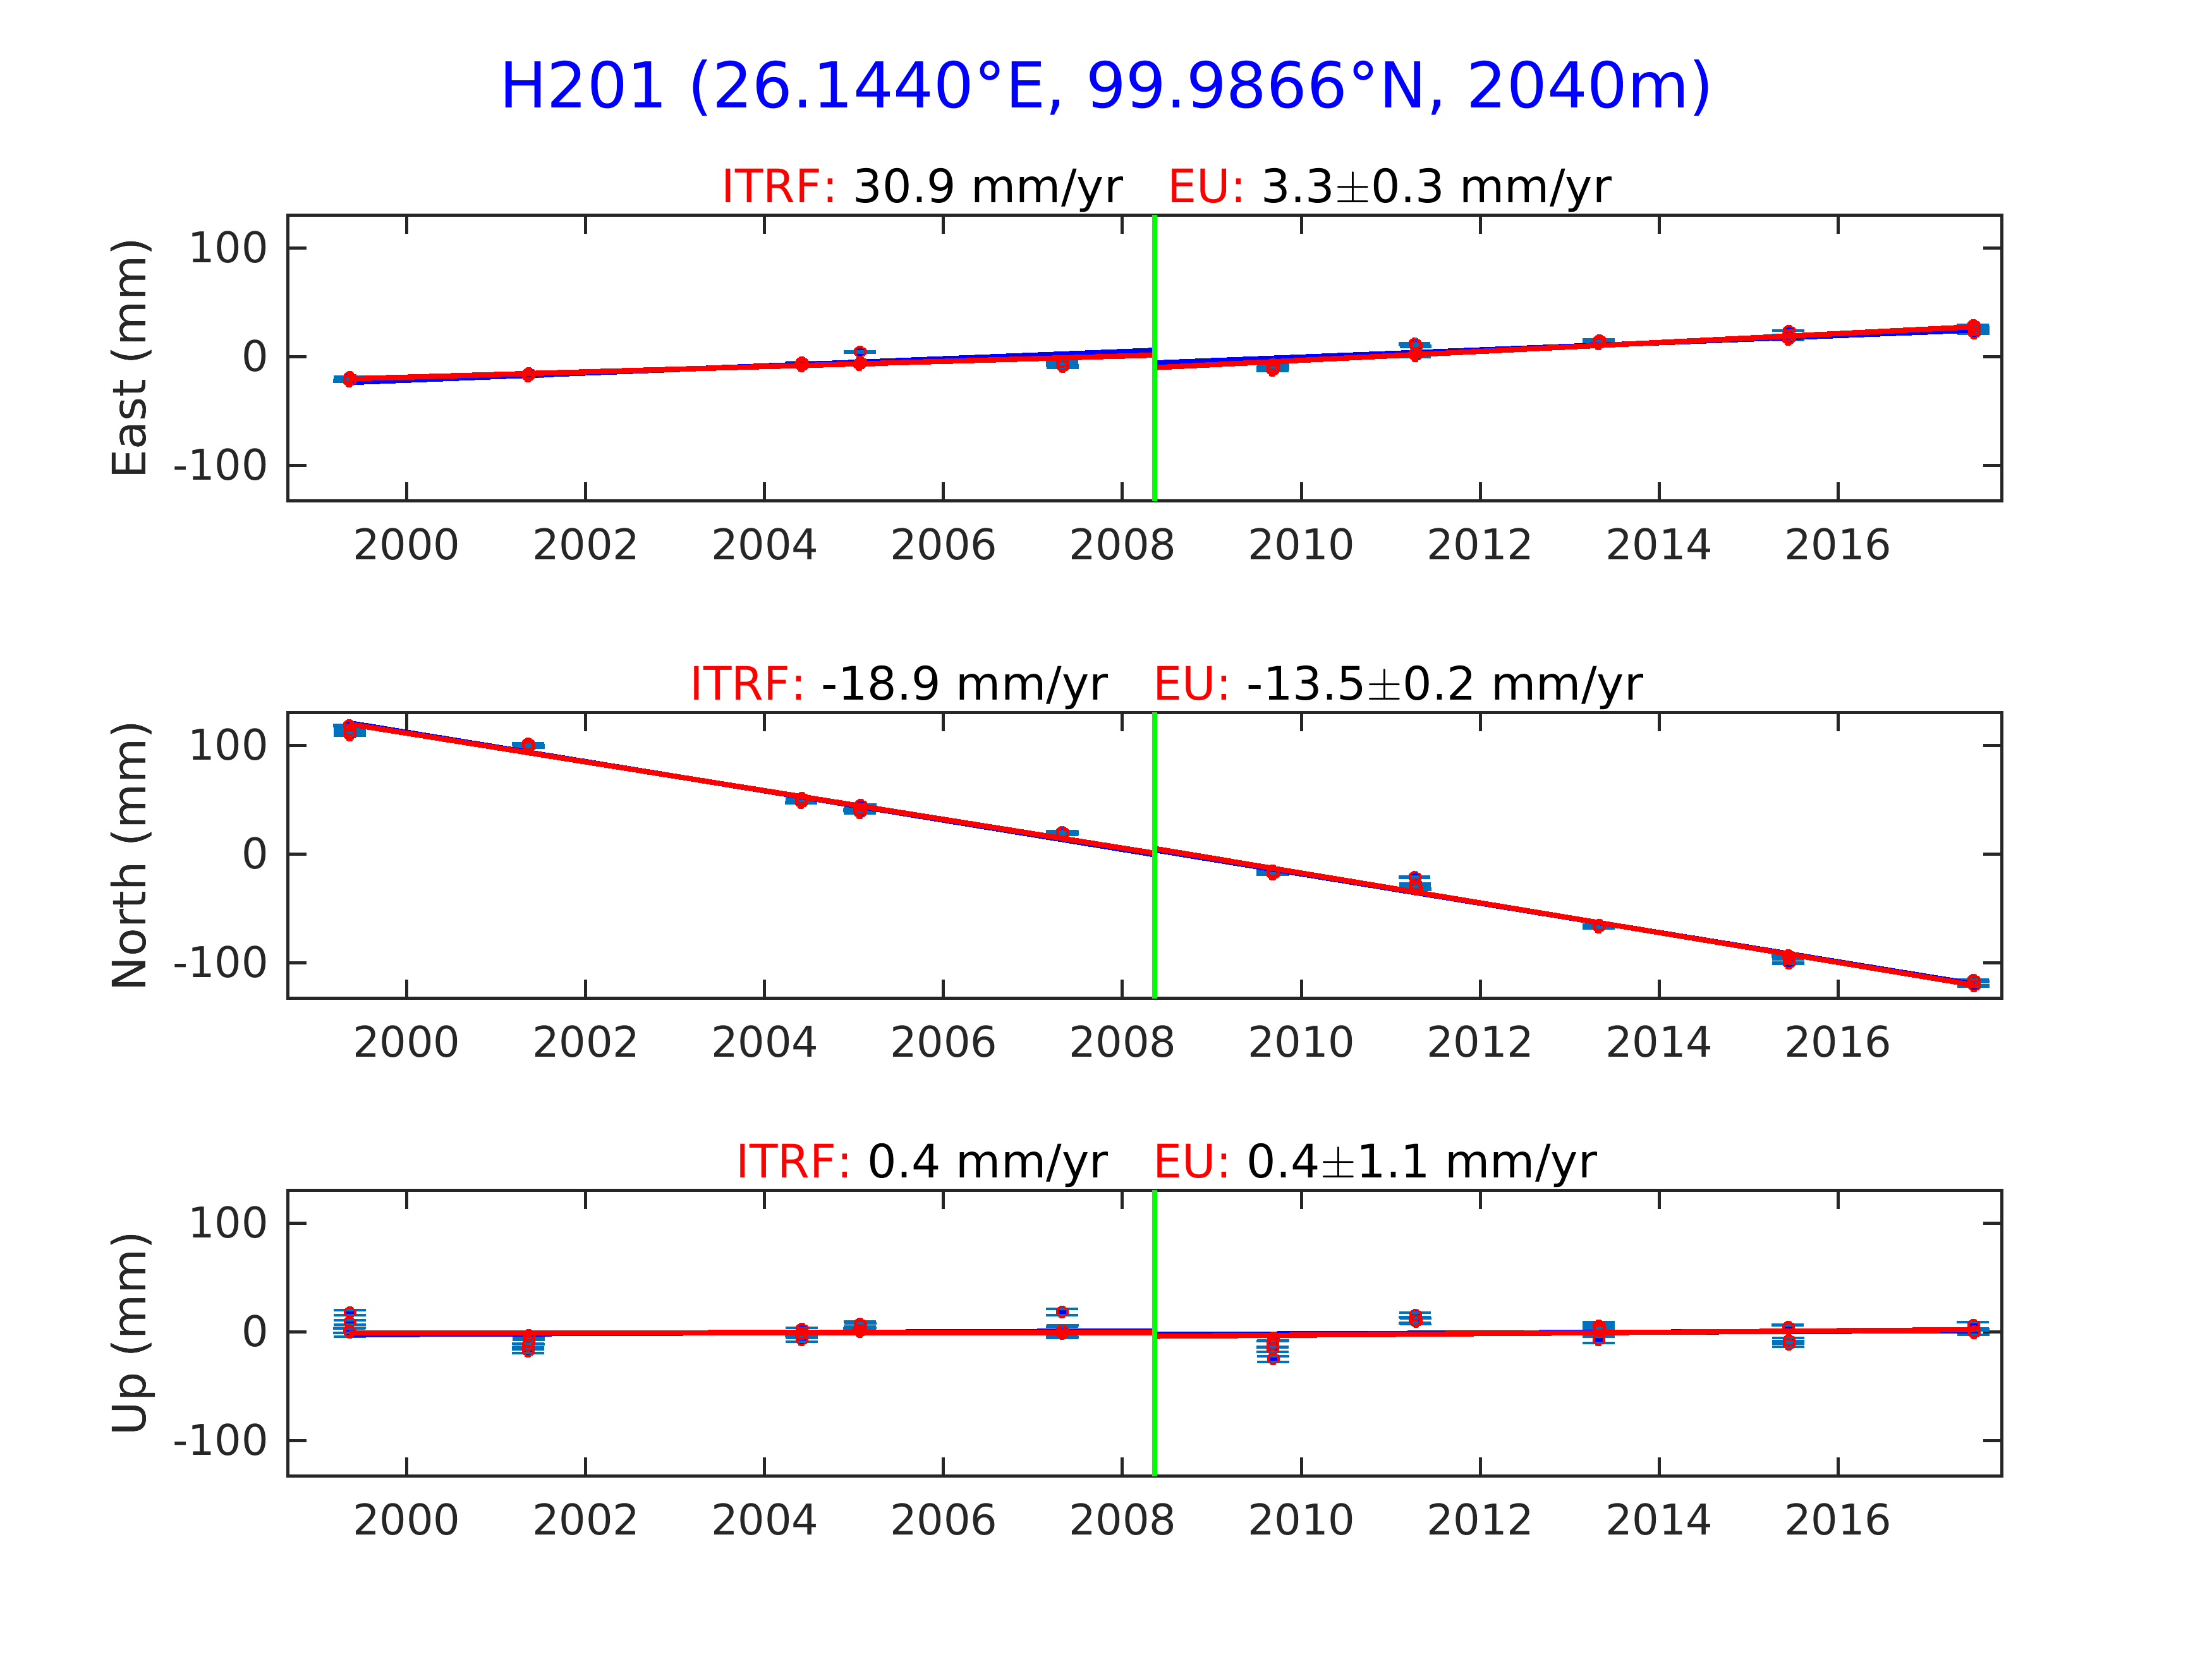 H201 (26.1440°E, 99.9866°N, 2040m)
ITRF: 30.9 mm/yr EU: 3.3±0.3 mm/yr
East (mm)
100
0
-100
2000 2002 2004 2006 2008 2010 2012 2014 2016
ITRF: -18.9 mm/yr EU: -13.5±0.2 mm/yr
North (mm)
100
0
-100
2000 2002 2004 2006 2008 2010 2012 2014 2016
ITRF: 0.4 mm/yr EU: 0.4±1.1 mm/yr
Up (mm)
100
0
-100
2000 2002 2004 2006 2008 2010 2012 2014 2016